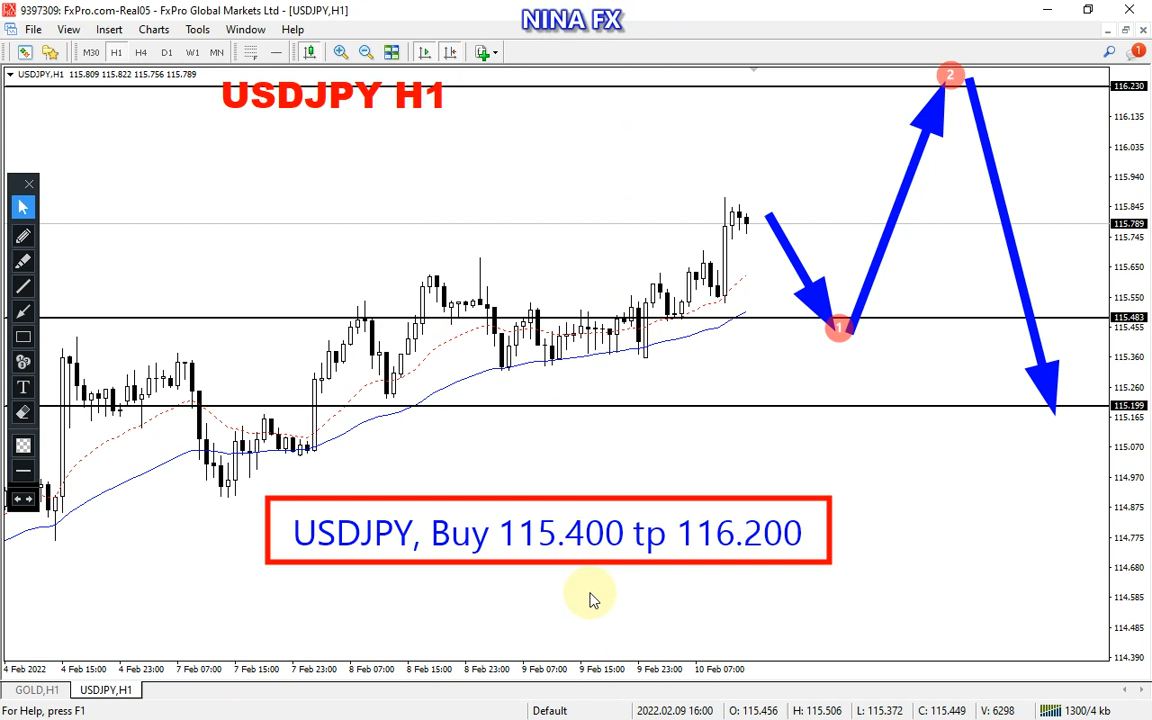 9397309: FxPro.com-Real05 - FxPro Global Markets Ltd - [USDJPY,H1]
NINA FX
File View Insert Charts Tools Window Help
M30 H1 H4 D1 W1 MN
1
USDJPY,H1 115.809 115.822 115.756 115.789
USDJPY H1
2
116.230
116.135
116.035
115.940
115.845
115.789
115.745
115.650
115.550
115.483
115.455
1
115.360
115.260
115.199
115.165
115.070
114.970
114.875
114.775
114.680
114.585
114.485
114.390
T
USDJPY, Buy 115.400 tp 116.200
4 Feb 2022 4 Feb 15:00 4 Feb 23:00 7 Feb 07:00 7 Feb 15:00 7 Feb 23:00 8 Feb 07:00 8 Feb 15:00 8 Feb 23:00 9 Feb 07:00 9 Feb 15:00 9 Feb 23:00 10 Feb 07:00
GOLD,H1 USDJPY,H1
For Help, press F1 Default 2022.02.09 16:00 O: 115.456 H: 115.506 L: 115.372 C: 115.449 V: 6298 1300/4 kb